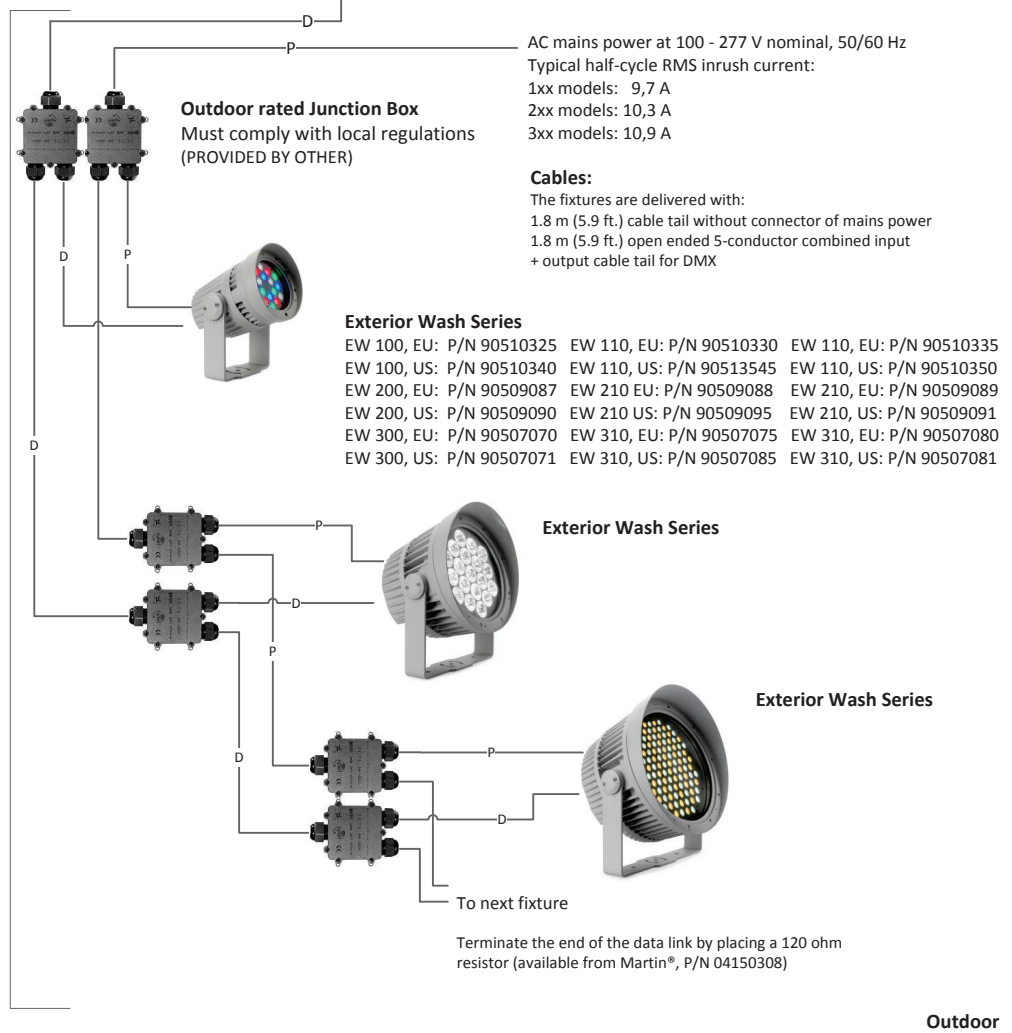 D
P
AC mains power at 100 - 277 V nominal, 50/60 Hz
Typical half-cycle RMS inrush current:
1xx models: 9,7 A
2xx models: 10,3 A
3xx models: 10,9 A
Outdoor rated Junction Box
Must comply with local regulations
(PROVIDED BY OTHER)
Cables:
The fixtures are delivered with:
1.8 m (5.9 ft.) cable tail without connector of mains power
1.8 m (5.9 ft.) open ended 5-conductor combined input
+ output cable tail for DMX
D
P
Exterior Wash Series
EW 100, EU: P/N 90510325 EW 110, EU: P/N 90510330 EW 110, EU: P/N 90510335
EW 100, US: P/N 90510340 EW 110, US: P/N 90513545 EW 110, US: P/N 90510350
EW 200, EU: P/N 90509087 EW 210 EU: P/N 90509088 EW 210, EU: P/N 90509089
EW 200, US: P/N 90509090 EW 210 US: P/N 90509095 EW 210, US: P/N 90509091
EW 300, EU: P/N 90507070 EW 310, EU: P/N 90507075 EW 310, EU: P/N 90507080
EW 300, US: P/N 90507071 EW 310, US: P/N 90507085 EW 310, US: P/N 90507081
D
P
Exterior Wash Series
D
P
Exterior Wash Series
D
P
D
To next fixture
Terminate the end of the data link by placing a 120 ohm
resistor (available from Martin®, P/N 04150308)
Outdoor